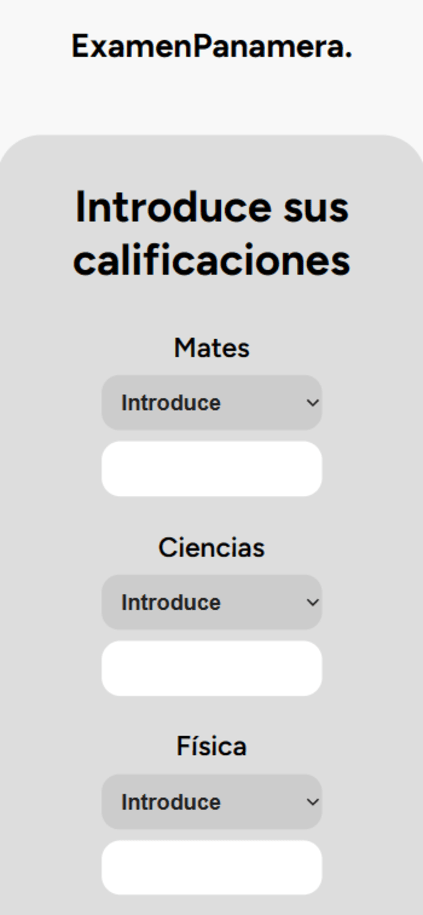 ExamenPanamera.
Introduce sus
calificaciones
Mates
Introduce
Ciencias
Introduce
Física
Introduce